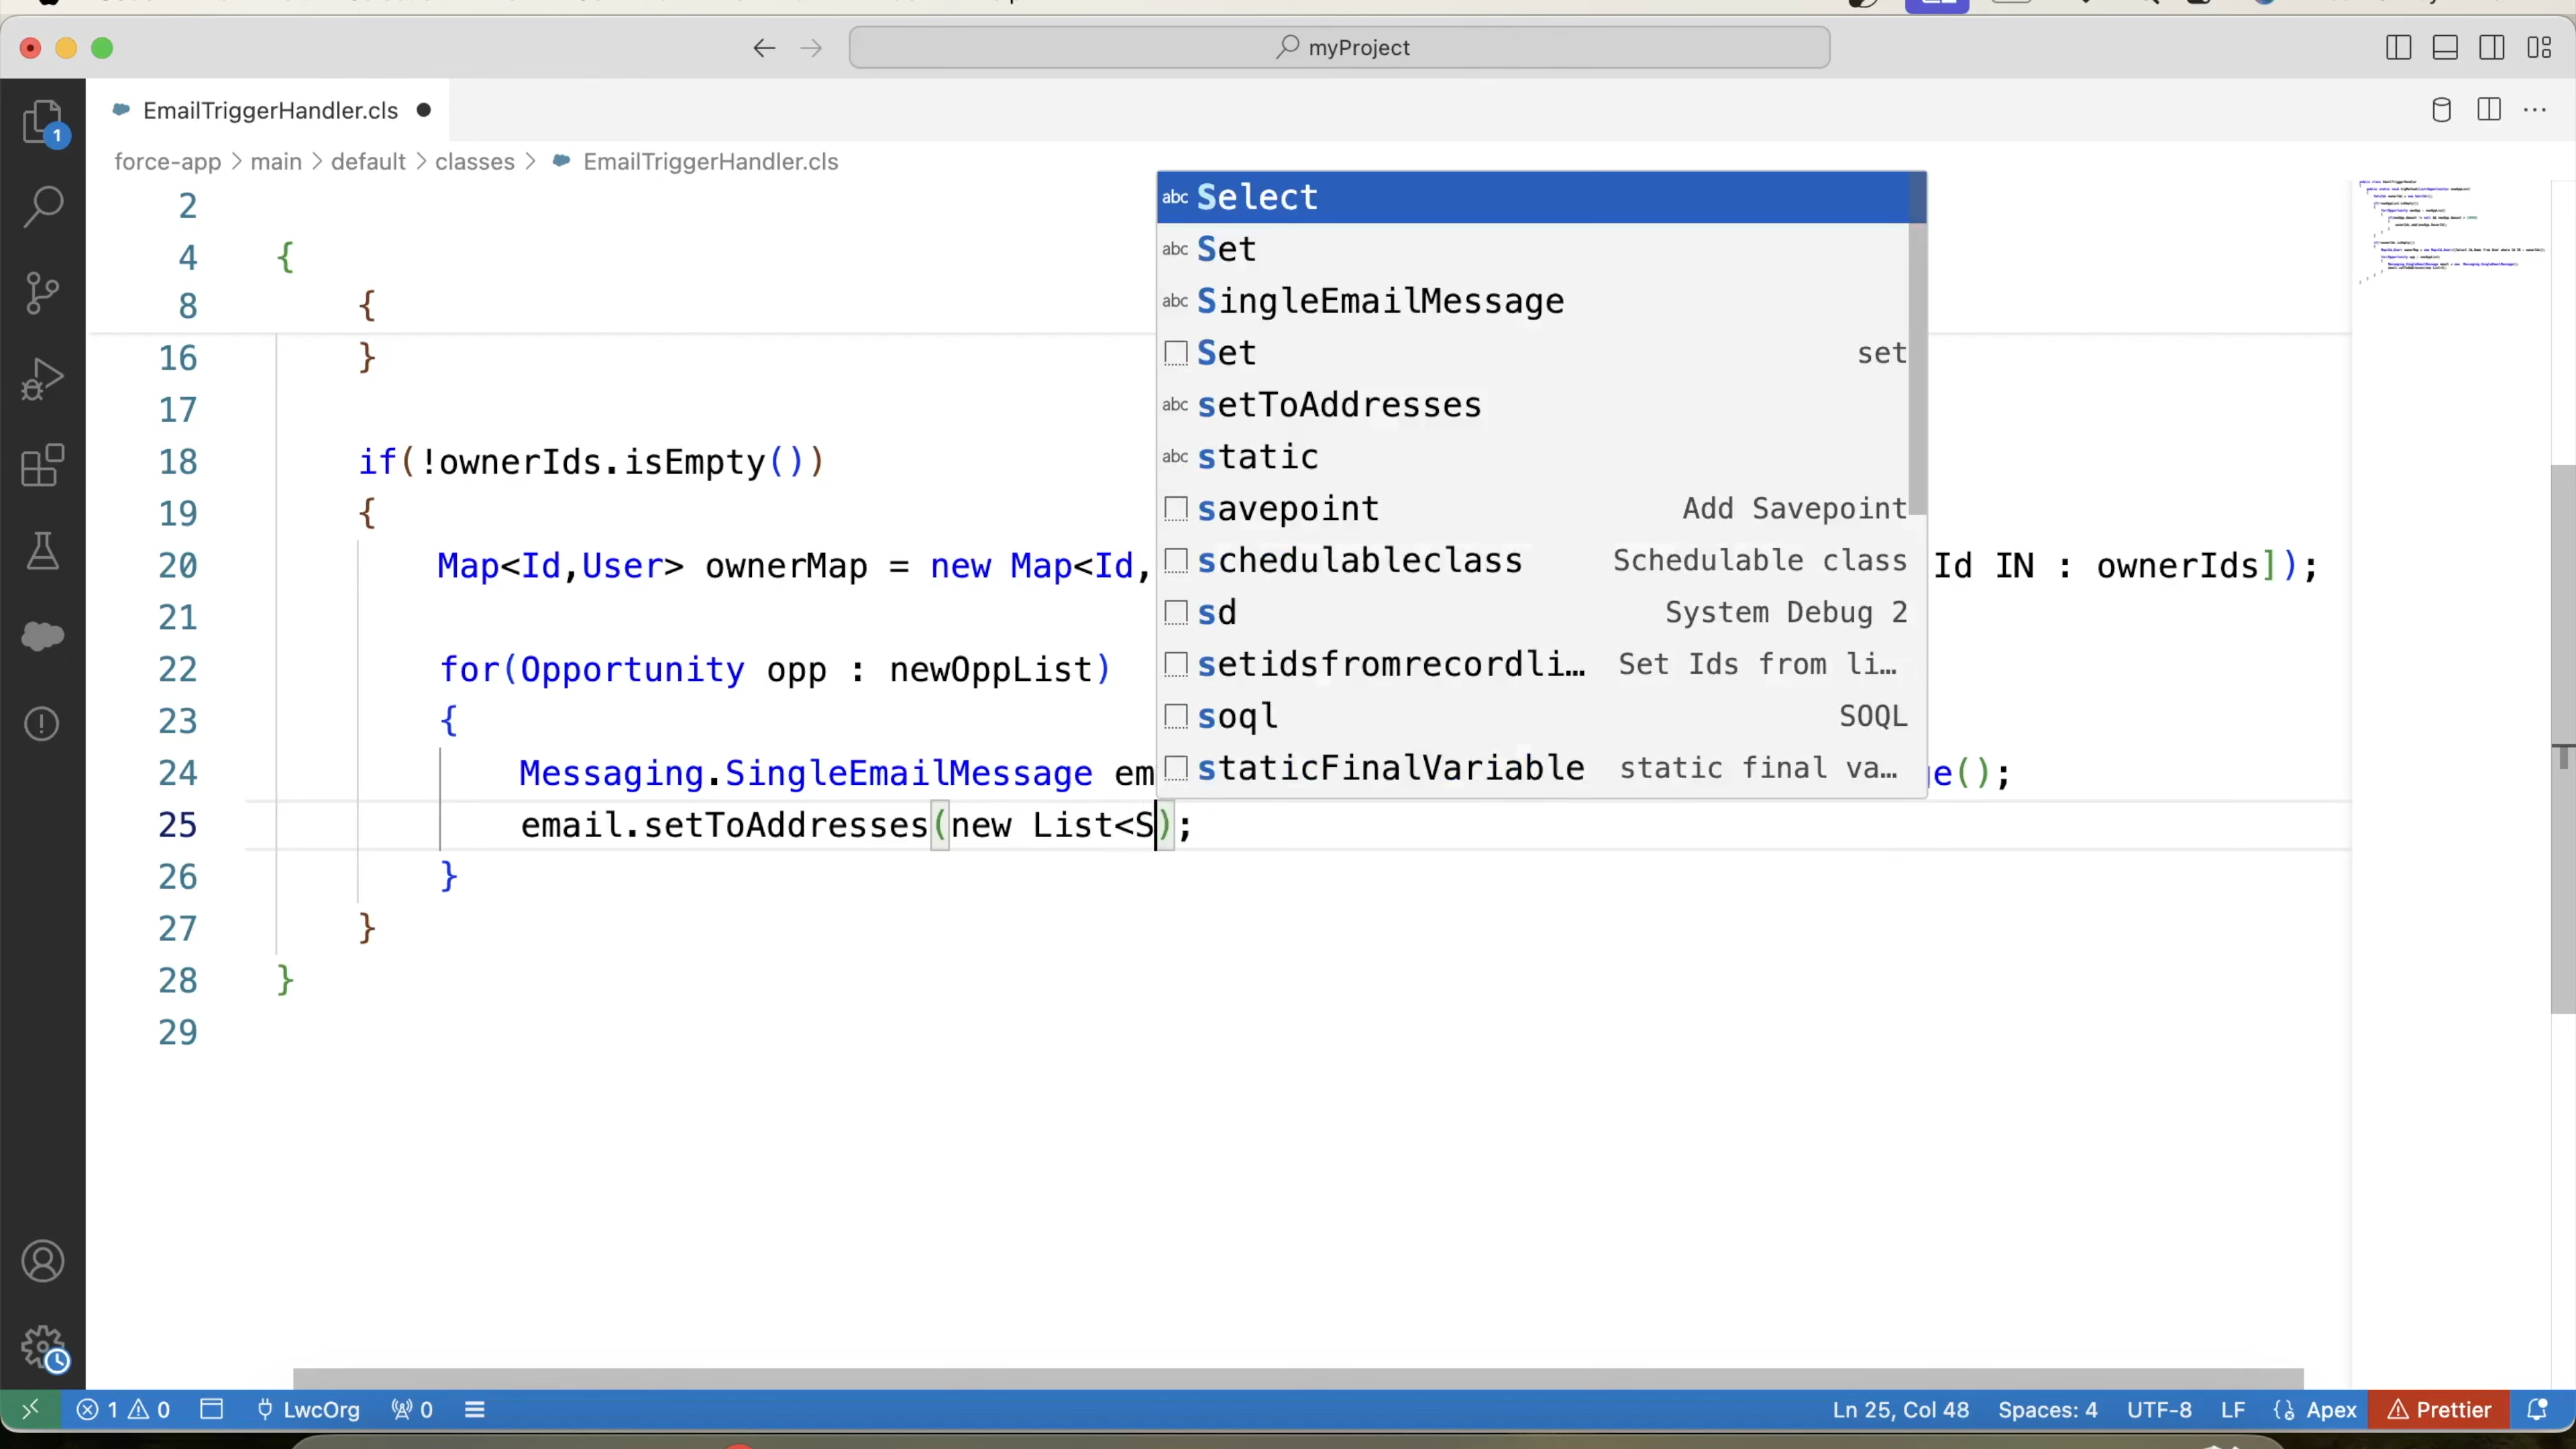 myProject
EmailTriggerHandler.cls
1
force-app > main > default > classes > EmailTriggerHandler.cls
2
4 {
8 {
16 }
17
18 if(!ownerIds.isEmpty())
19 {
20 Map<Id,User> ownerMap = new Map<Id, Id IN : ownerIds]);
21
22 for(Opportunity opp : newOppList)
23 {
24 Messaging.SingleEmailMessage em e();
25 email.setToAddresses(new List<S);
26 }
27 }
28 }
29
abc Select
abc Set
abc SingleEmailMessage
Set set
abc setToAddresses
abc static
savepoint Add Savepoint
schedulableclass Schedulable class
sd System Debug 2
setidsfromrecordli… Set Ids from li…
soql SOQL
staticFinalVariable static final va…
1 0 LwcOrg 0 Ln 25, Col 48 Spaces: 4 UTF-8 LF Apex Prettier